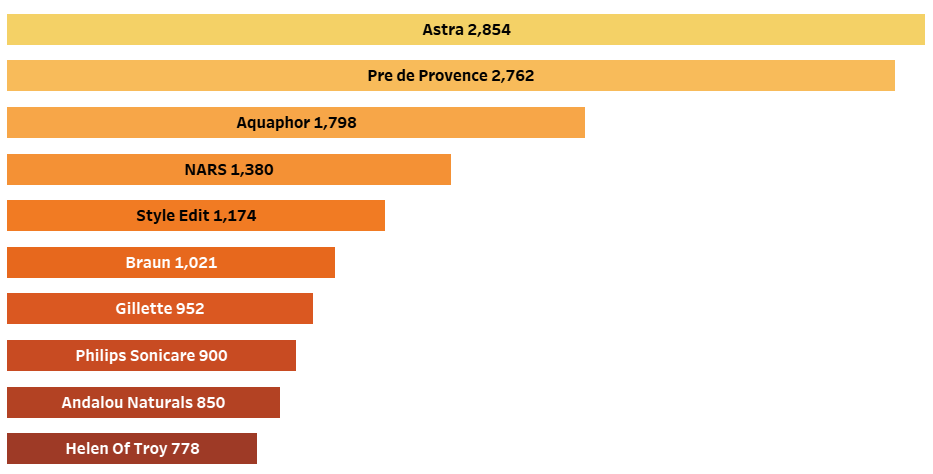 Astra 2,854
Pre de Provence 2,762
Aquaphor 1,798
NARS 1,380
Style Edit 1,174
Braun 1,021
Gillette 952
Philips Sonicare 900
Andalou Naturals 850
Helen Of Troy 778